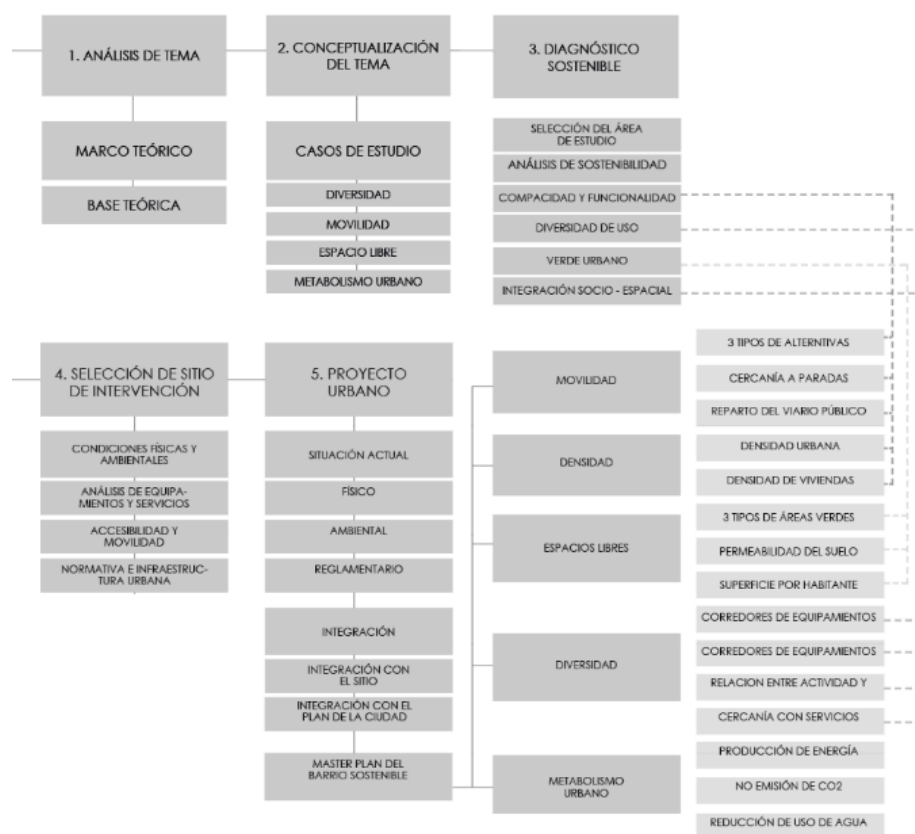 1. ANÁLISIS DE TEMA
MARCO TEÓRICO
BASE TEÓRICA
2. CONCEPTUALIZACIÓN
DEL TEMA
CASOS DE ESTUDIO
DIVERSIDAD
MOVILIDAD
ESPACIO LIBRE
METABOLISMO URBANO
3. DIAGNÓSTICO
SOSTENIBLE
SELECCIÓN DEL ÁREA
DE ESTUDIO
ANÁLISIS DE SOSTENIBILIDAD
COMPACIDAD Y FUNCIONALIDAD
DIVERSIDAD DE USO
VERDE URBANO
INTEGRACIÓN SOCIO - ESPACIAL
4. SELECCIÓN DE SITIO
DE INTERVENCIÓN
CONDICIONES FÍSICAS Y
AMBIENTALES
ANÁLISIS DE EQUIPA-
MIENTOS Y SERVICIOS
ACCESIBILIDAD Y
MOVILIDAD
NORMATIVA E INFRAESTRUC-
TURA URBANA
5. PROYECTO
URBANO
SITUACIÓN ACTUAL
FÍSICO
AMBIENTAL
REGLAMENTARIO
INTEGRACIÓN
INTEGRACIÓN CON
EL SITIO
INTEGRACIÓN CON EL
PLAN DE LA CIUDAD
MASTER PLAN DEL
BARRIO SOSTENIBLE
MOVILIDAD
DENSIDAD
ESPACIOS LIBRES
DIVERSIDAD
METABOLISMO
URBANO
3 TIPOS DE ALTERNTIVAS
CERCANÍA A PARADAS
REPARTO DEL VIARIO PÚBLICO
DENSIDAD URBANA
DENSIDAD DE VIVIENDAS
3 TIPOS DE ÁREAS VERDES
PERMEABILIDAD DEL SUELO
SUPERFICIE POR HABITANTE
CORREDORES DE EQUIPAMIENTOS
CORREDORES DE EQUIPAMIENTOS
RELACION ENTRE ACTIVIDAD Y
CERCANÍA CON SERVICIOS
PRODUCCIÓN DE ENERGÍA
NO EMISIÓN DE CO2
REDUCCIÓN DE USO DE AGUA